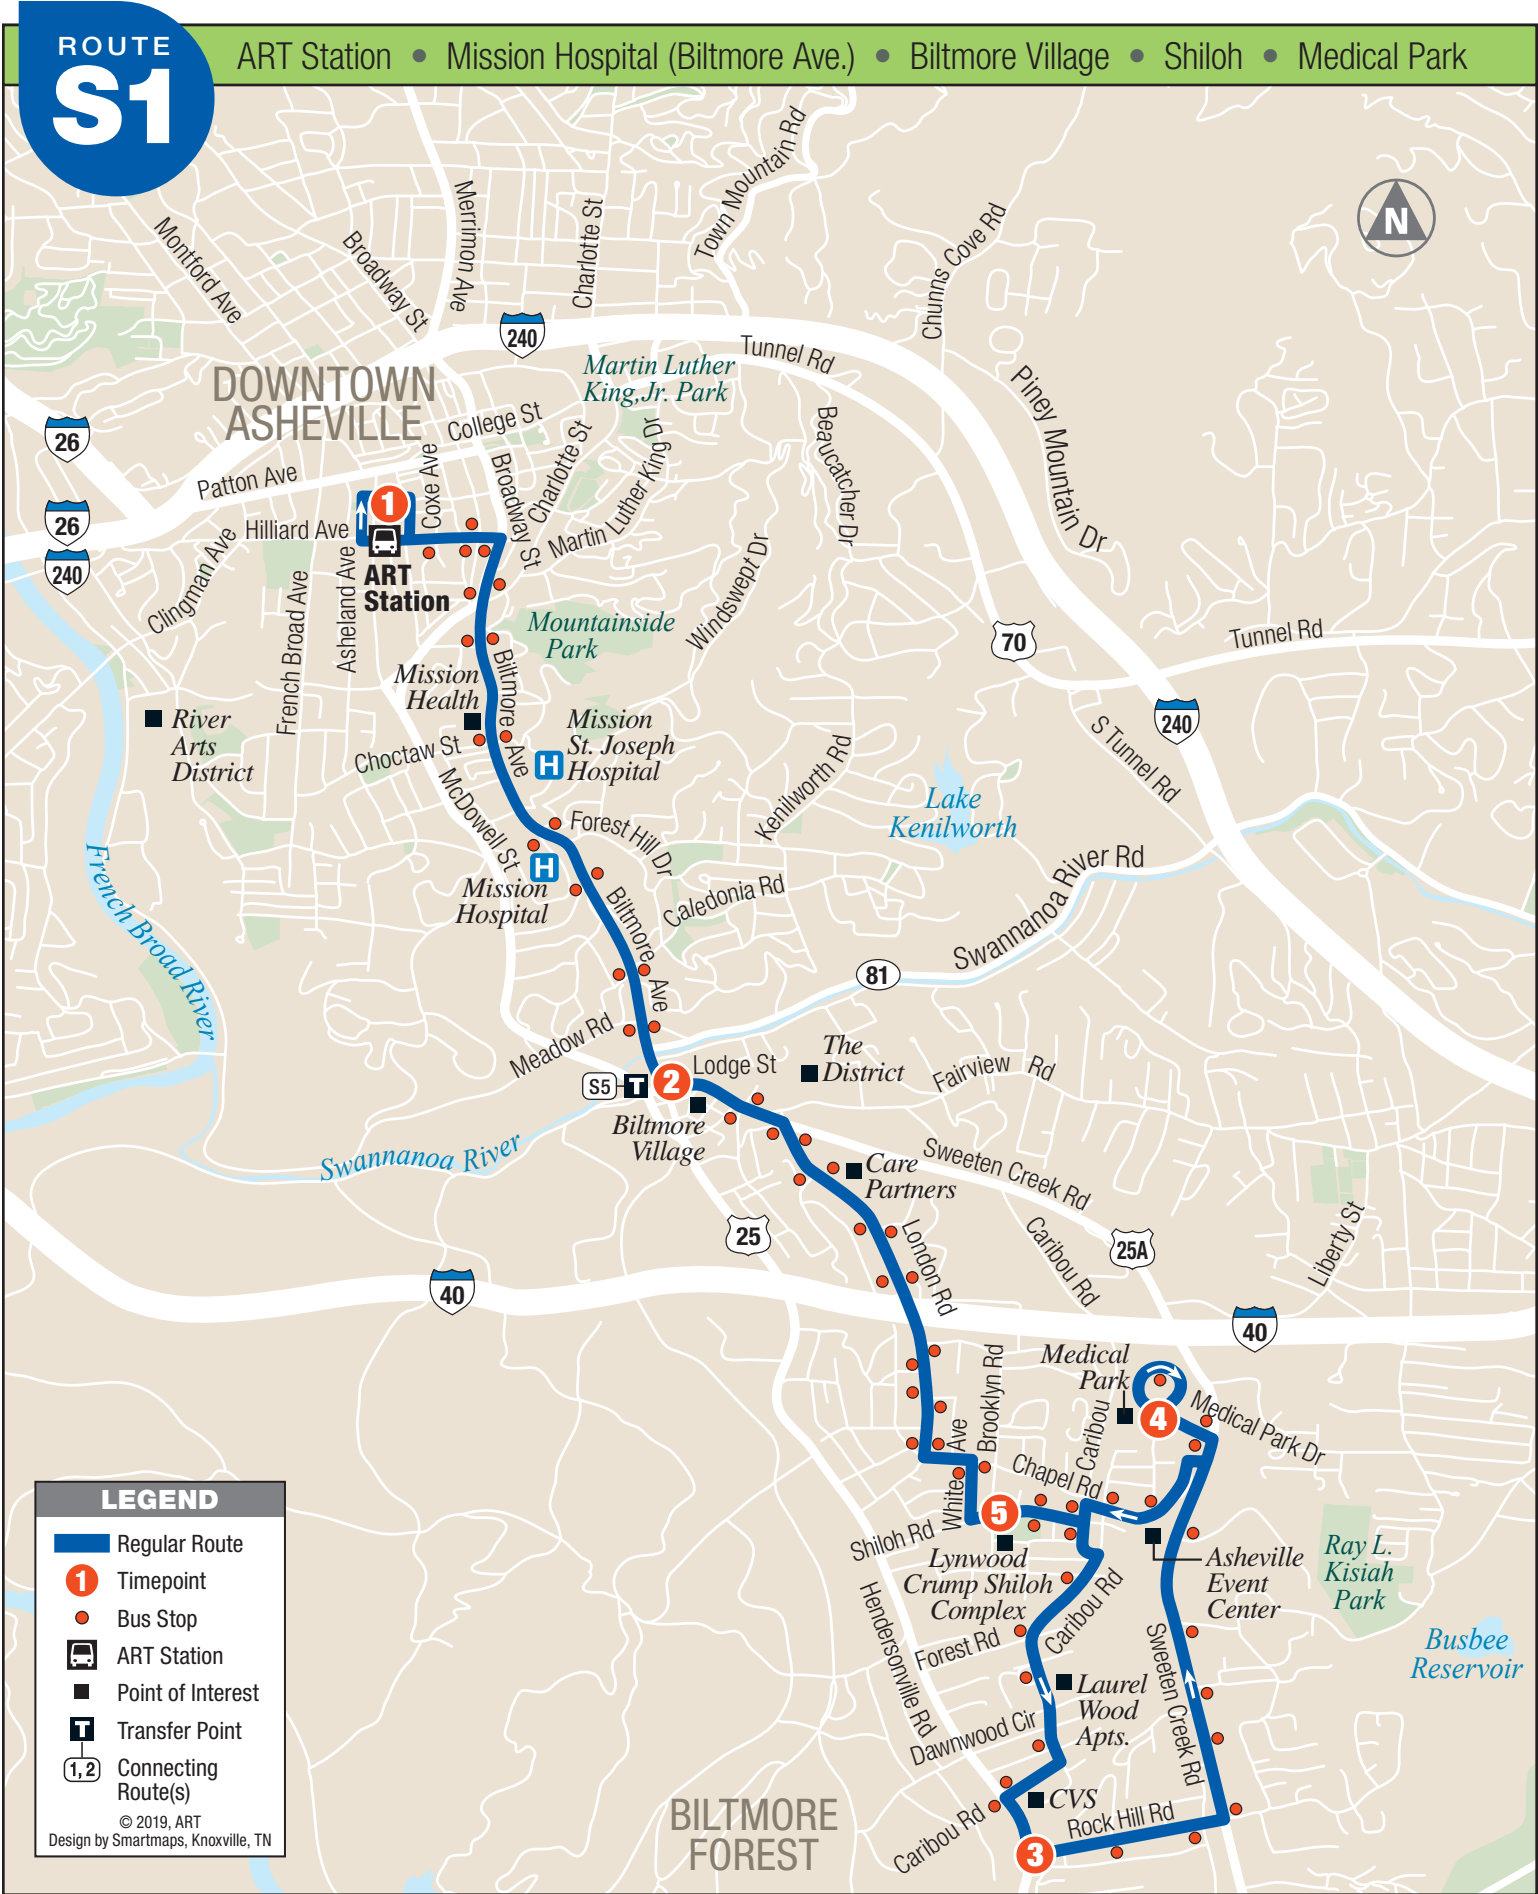 ROUTE
S1
ART Station • Mission Hospital (Biltmore Ave.) • Biltmore Village • Shiloh • Medical Park
N
Montford Ave
Broadway St
Merrimon Ave
Charlotte St
Town Mountain Rd
Chunns Cove Rd
240
Tunnel Rd
Martin Luther
King,Jr. Park
DOWNTOWN
ASHEVILLE
26
College St
Charlotte St
Martin Luther King Dr
Beaucatcher Dr
Piney Mountain Dr
Patton Ave
Coxe Ave
Broadway St
26
240
Hilliard Ave
1
ART
Station
Clingman Ave
French Broad Ave
Asheland Ave
Mountainside
Park
Windswept Dr
70
Tunnel Rd
240
S Tunnel Rd
River
Arts
District
Mission
Health
Biltmore Ave
Choctaw St
H
Mission
St. Joseph
Hospital
McDowell St
Forest Hill Dr
Kenilworth Rd
Lake
Kenilworth
H
Mission
Hospital
Biltmore Ave
Caledonia Rd
Swannanoa River Rd
French Broad River
81
Meadow Rd
S5
T
2
Lodge St
The
District
Fairview Rd
Biltmore
Village
Swannanoa River
Care
Partners
Sweeten Creek Rd
25
London Rd
Caribou Rd
25A
Liberty St
40
40
Medical
Park
4
Medical Park Dr
Brooklyn Rd
Caribou
White Ave
Chapel Rd
5
Shiloh Rd
Lynwood
Crump Shiloh
Complex
Asheville
Event
Center
Ray L.
Kisiah
Park
Busbee
Reservoir
Hendersonville Rd
Forest Rd
Caribou Rd
Laurel
Wood
Apts.
Sweeten Creek Rd
Dawnwood Cir
CVS
Rock Hill Rd
Caribou Rd
3
BILTMORE
FOREST
LEGEND
Regular Route
1 Timepoint
Bus Stop
ART Station
Point of Interest
T Transfer Point
1, 2 Connecting
Route(s)
© 2019, ART
Design by Smartmaps, Knoxville, TN